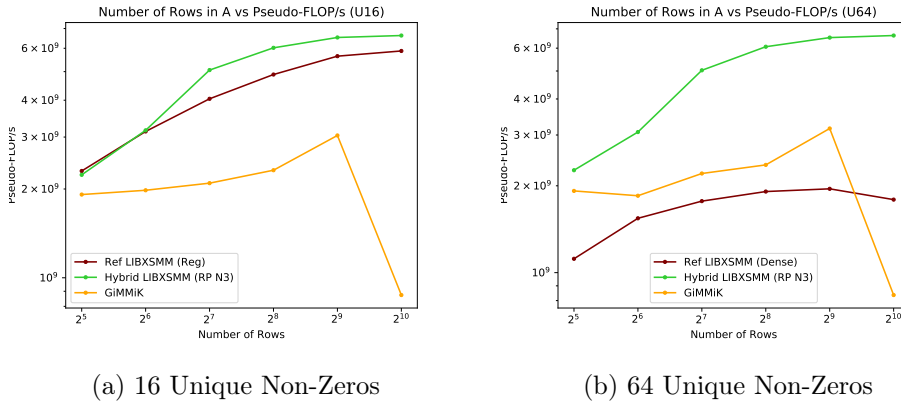 Number of Rows in A vs Pseudo-FLOP/s (U16)
Pseudo-FLOP/s
6 × 10⁹
4 × 10⁹
3 × 10⁹
2 × 10⁹
10⁹
Ref LIBXSMM (Reg)
Hybrid LIBXSMM (RP N3)
GiMMiK
2⁵ 2⁶ 2⁷ 2⁸ 2⁹ 2¹⁰
Number of Rows
(a) 16 Unique Non-Zeros
Number of Rows in A vs Pseudo-FLOP/s (U64)
Pseudo-FLOP/s
6 × 10⁹
4 × 10⁹
3 × 10⁹
2 × 10⁹
10⁹
Ref LIBXSMM (Dense)
Hybrid LIBXSMM (RP N3)
GiMMiK
2⁵ 2⁶ 2⁷ 2⁸ 2⁹ 2¹⁰
Number of Rows
(b) 64 Unique Non-Zeros